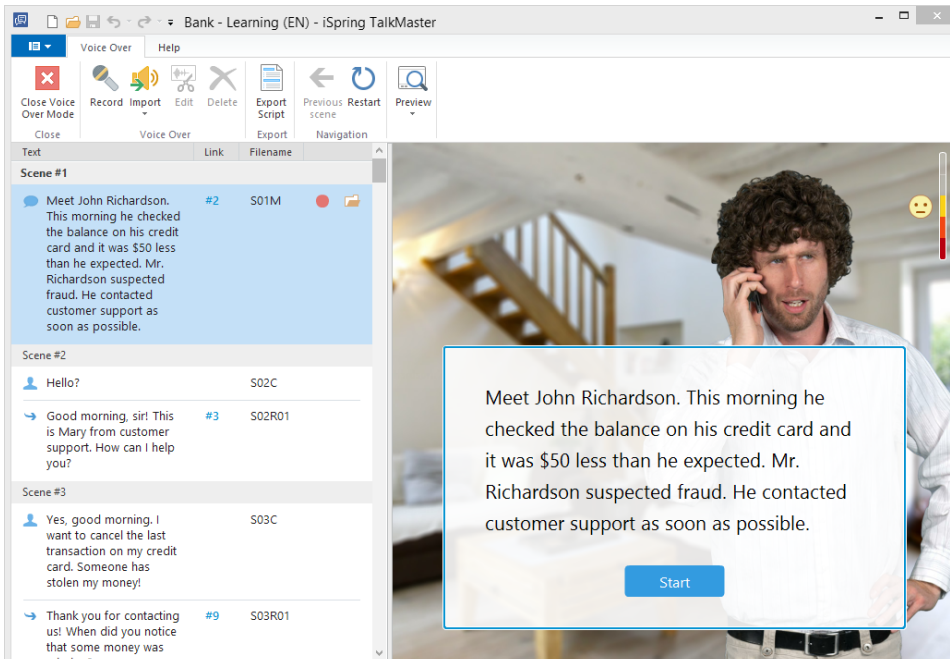 Bank - Learning (EN) - iSpring TalkMaster
Voice Over Help
Close Voice
Over Mode
Record Import Edit Delete
Export
Script
Previous
scene
Restart
Preview
Close Voice Over Export Navigation
Text Link Filename
Scene #1
Meet John Richardson. #2 S01M
This morning he checked
the balance on his credit
card and it was $50 less
than he expected. Mr.
Richardson suspected
fraud. He contacted
customer support as
soon as possible.
Scene #2
Hello? S02C
Good morning, sir! This #3 S02R01
is Mary from customer
support. How can I help
you?
Scene #3
Yes, good morning. I S03C
want to cancel the last
transaction on my credit
card. Someone has
stolen my money!
Thank you for contacting #9 S03R01
us! When did you notice
that some money was
Meet John Richardson. This morning he
checked the balance on his credit card and
it was $50 less than he expected. Mr.
Richardson suspected fraud. He contacted
customer support as soon as possible.
Start